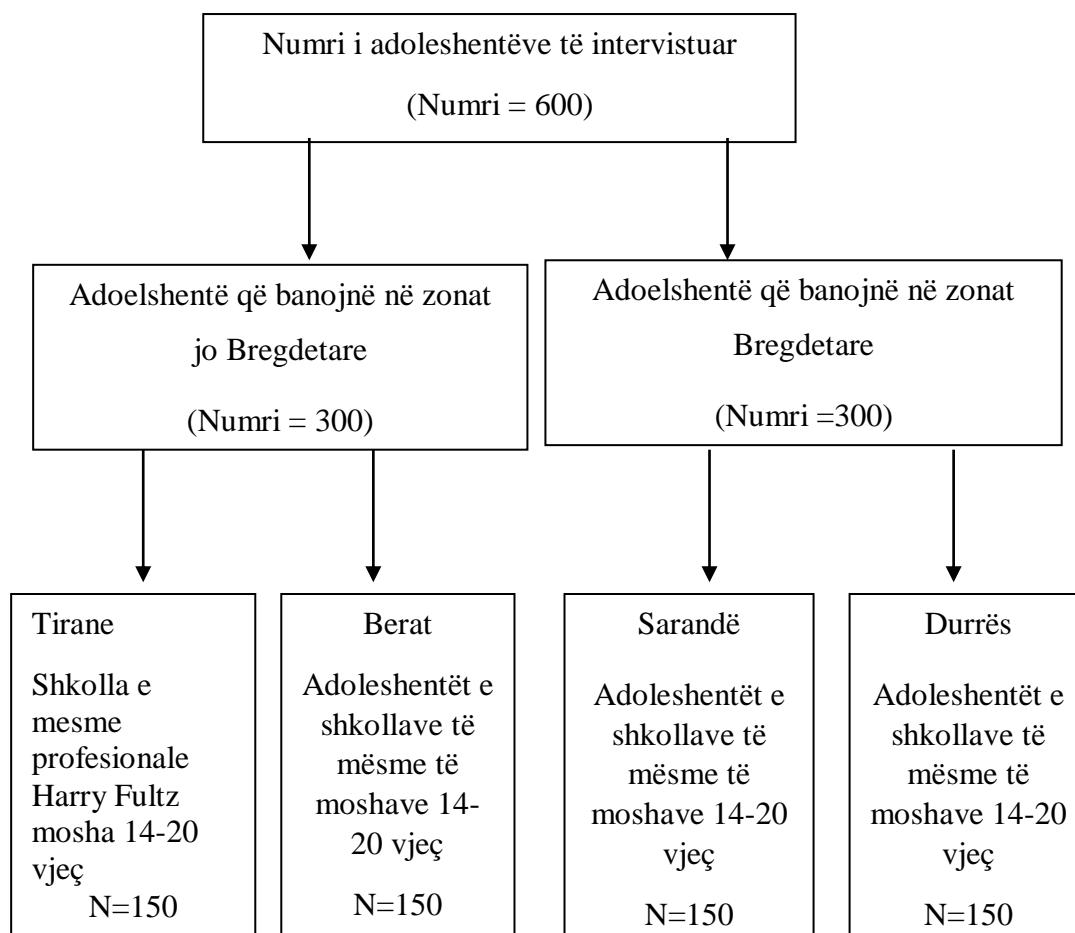 Numri i adoleshentëve të intervistuar
(Numri = 600)
Adoelshentë që banojnë në zonat
jo Bregdetare
(Numri = 300)
Adoelshentë që banojnë në zonat
Bregdetare
(Numri =300)
Tirane
Shkolla e
mesme
profesionale
Harry Fultz
mosha 14-20
vjeç
N=150
Berat
Adoleshentët e
shkollave të
mësme të
moshave 14-
20 vjeç
N=150
Sarandë
Adoleshentët e
shkollave të
mësme të
moshave 14-20
vjeç
N=150
Durrës
Adoleshentët e
shkollave të
mësme të
moshave 14-20
vjeç
N=150